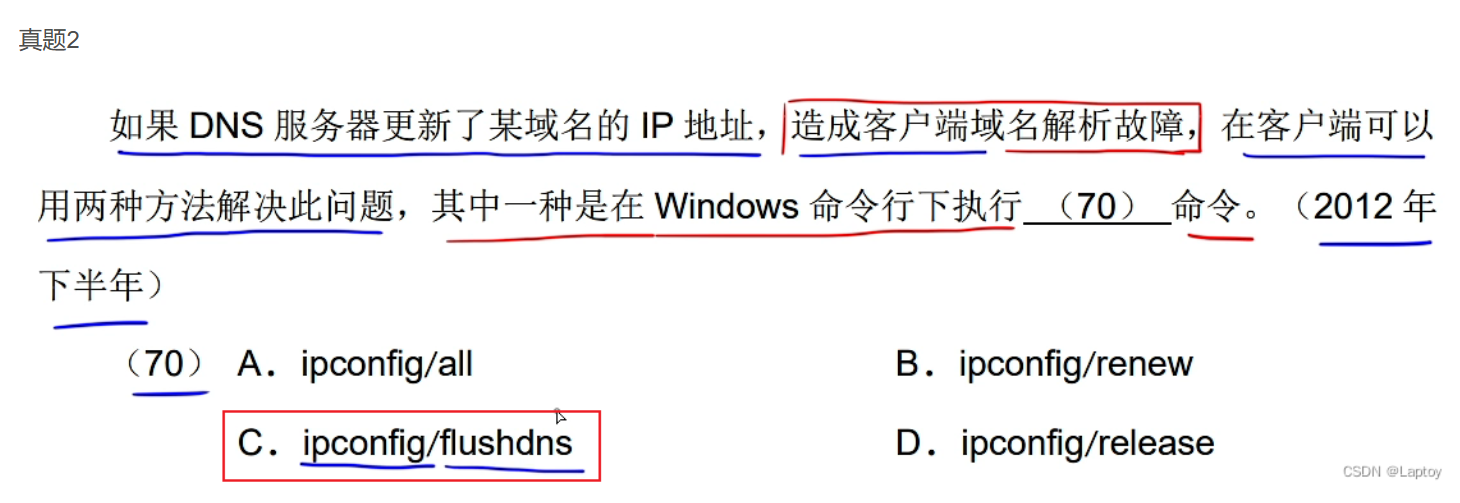 真题2
如果 DNS 服务器更新了某域名的 IP 地址，造成客户端域名解析故障，在客户端可以
用两种方法解决此问题，其中一种是在 Windows 命令行下执行 （70） 命令。（2012 年
下半年）
（70） A．ipconfig/all B．ipconfig/renew
C．ipconfig/flushdns D．ipconfig/release
CSDN @Laptoy